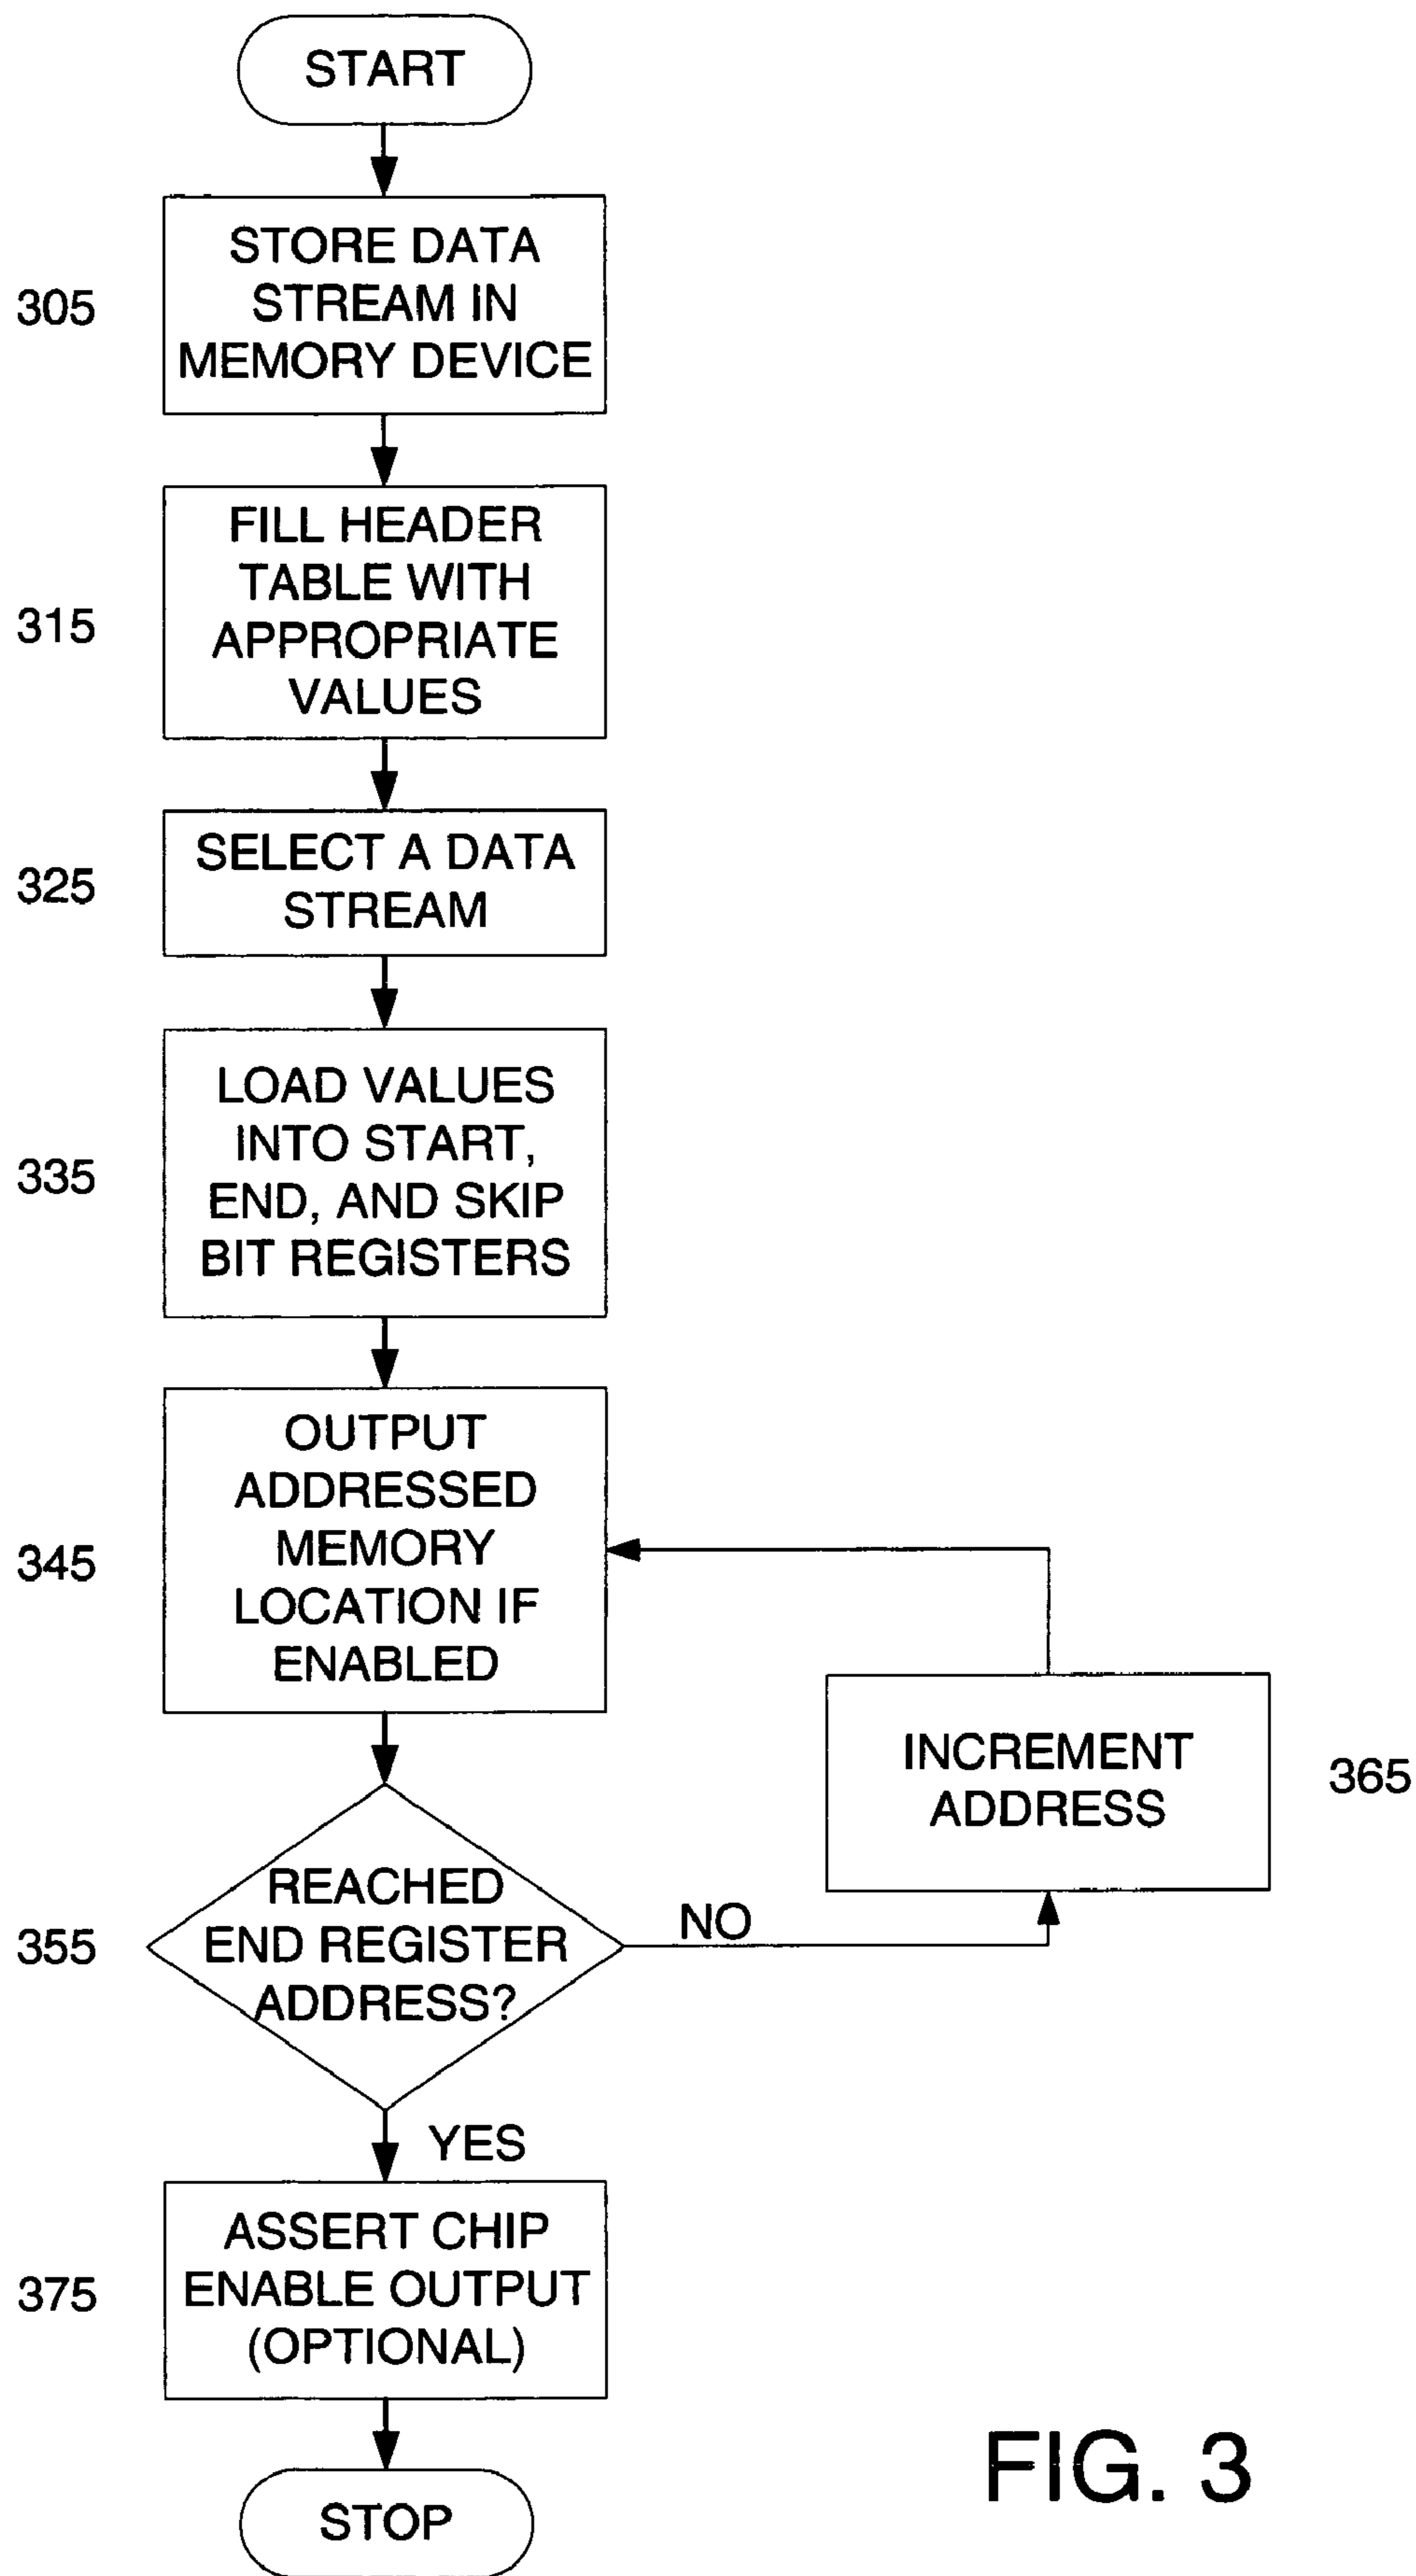 START
305
STORE DATA
STREAM IN
MEMORY DEVICE
315
FILL HEADER
TABLE WITH
APPROPRIATE
VALUES
325
SELECT A DATA
STREAM
335
LOAD VALUES
INTO START,
END, AND SKIP
BIT REGISTERS
345
OUTPUT
ADDRESSED
MEMORY
LOCATION IF
ENABLED
INCREMENT
ADDRESS
365
355
REACHED
END REGISTER
ADDRESS?
NO
YES
375
ASSERT CHIP
ENABLE OUTPUT
(OPTIONAL)
STOP
FIG. 3